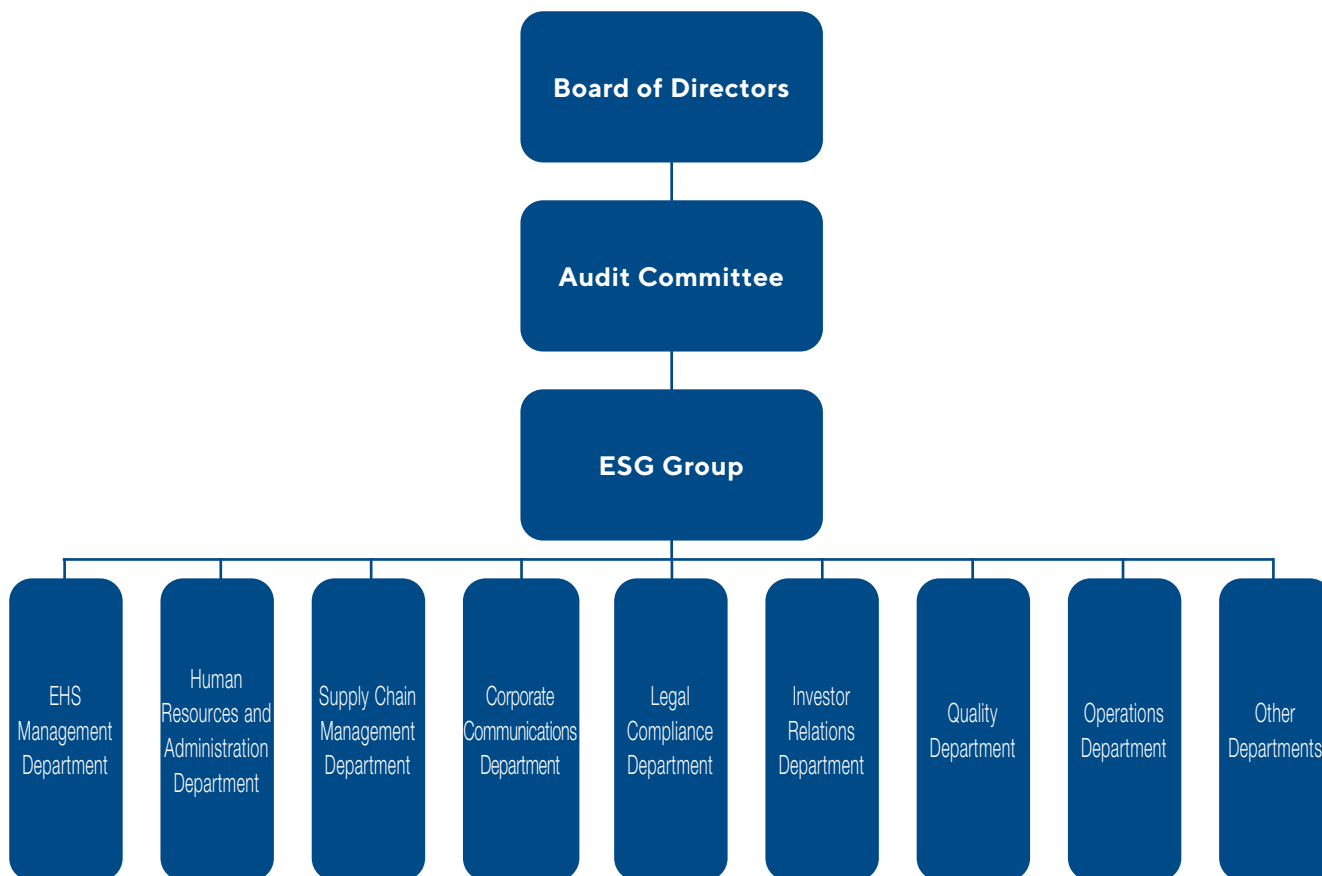 Board of Directors
Audit Committee
ESG Group
EHS
Management
Department
Human
Resources and
Administration
Department
Supply Chain
Management
Department
Corporate
Communications
Department
Legal
Compliance
Department
Investor
Relations
Department
Quality
Department
Operations
Department
Other
Departments